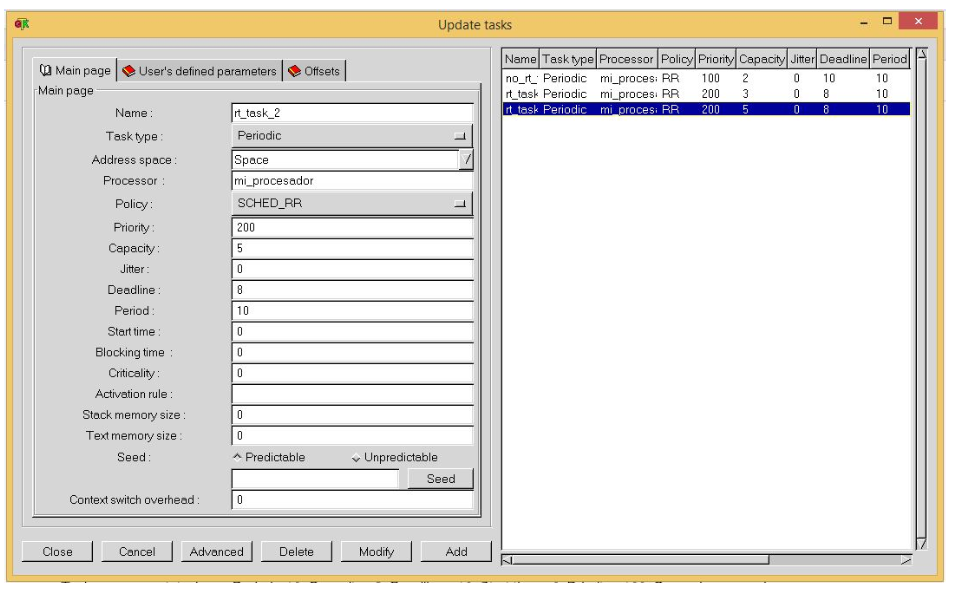 Update tasks
Main page User's defined parameters Offsets
Main page
Name : rt_task_2
Task type : Periodic
Address space : Space /
Processor : mi_procesador
Policy : SCHED_RR
Priority : 200
Capacity : 5
Jitter : 0
Deadline : 8
Period : 10
Start time : 0
Blocking time : 0
Criticality : 0
Activation rule :
Stack memory size : 0
Text memory size : 0
Seed : Predictable Unpredictable
Seed
Context switch overhead : 0
Close Cancel Advanced Delete Modify Add
Name Task type Processor Policy Priority Capacity Jitter Deadline Period
no_rt_ Periodic mi_proces RR 100 2 0 10 10
rt_task Periodic mi_proces RR 200 3 0 8 10
rt_task Periodic mi_proces RR 200 5 0 8 10